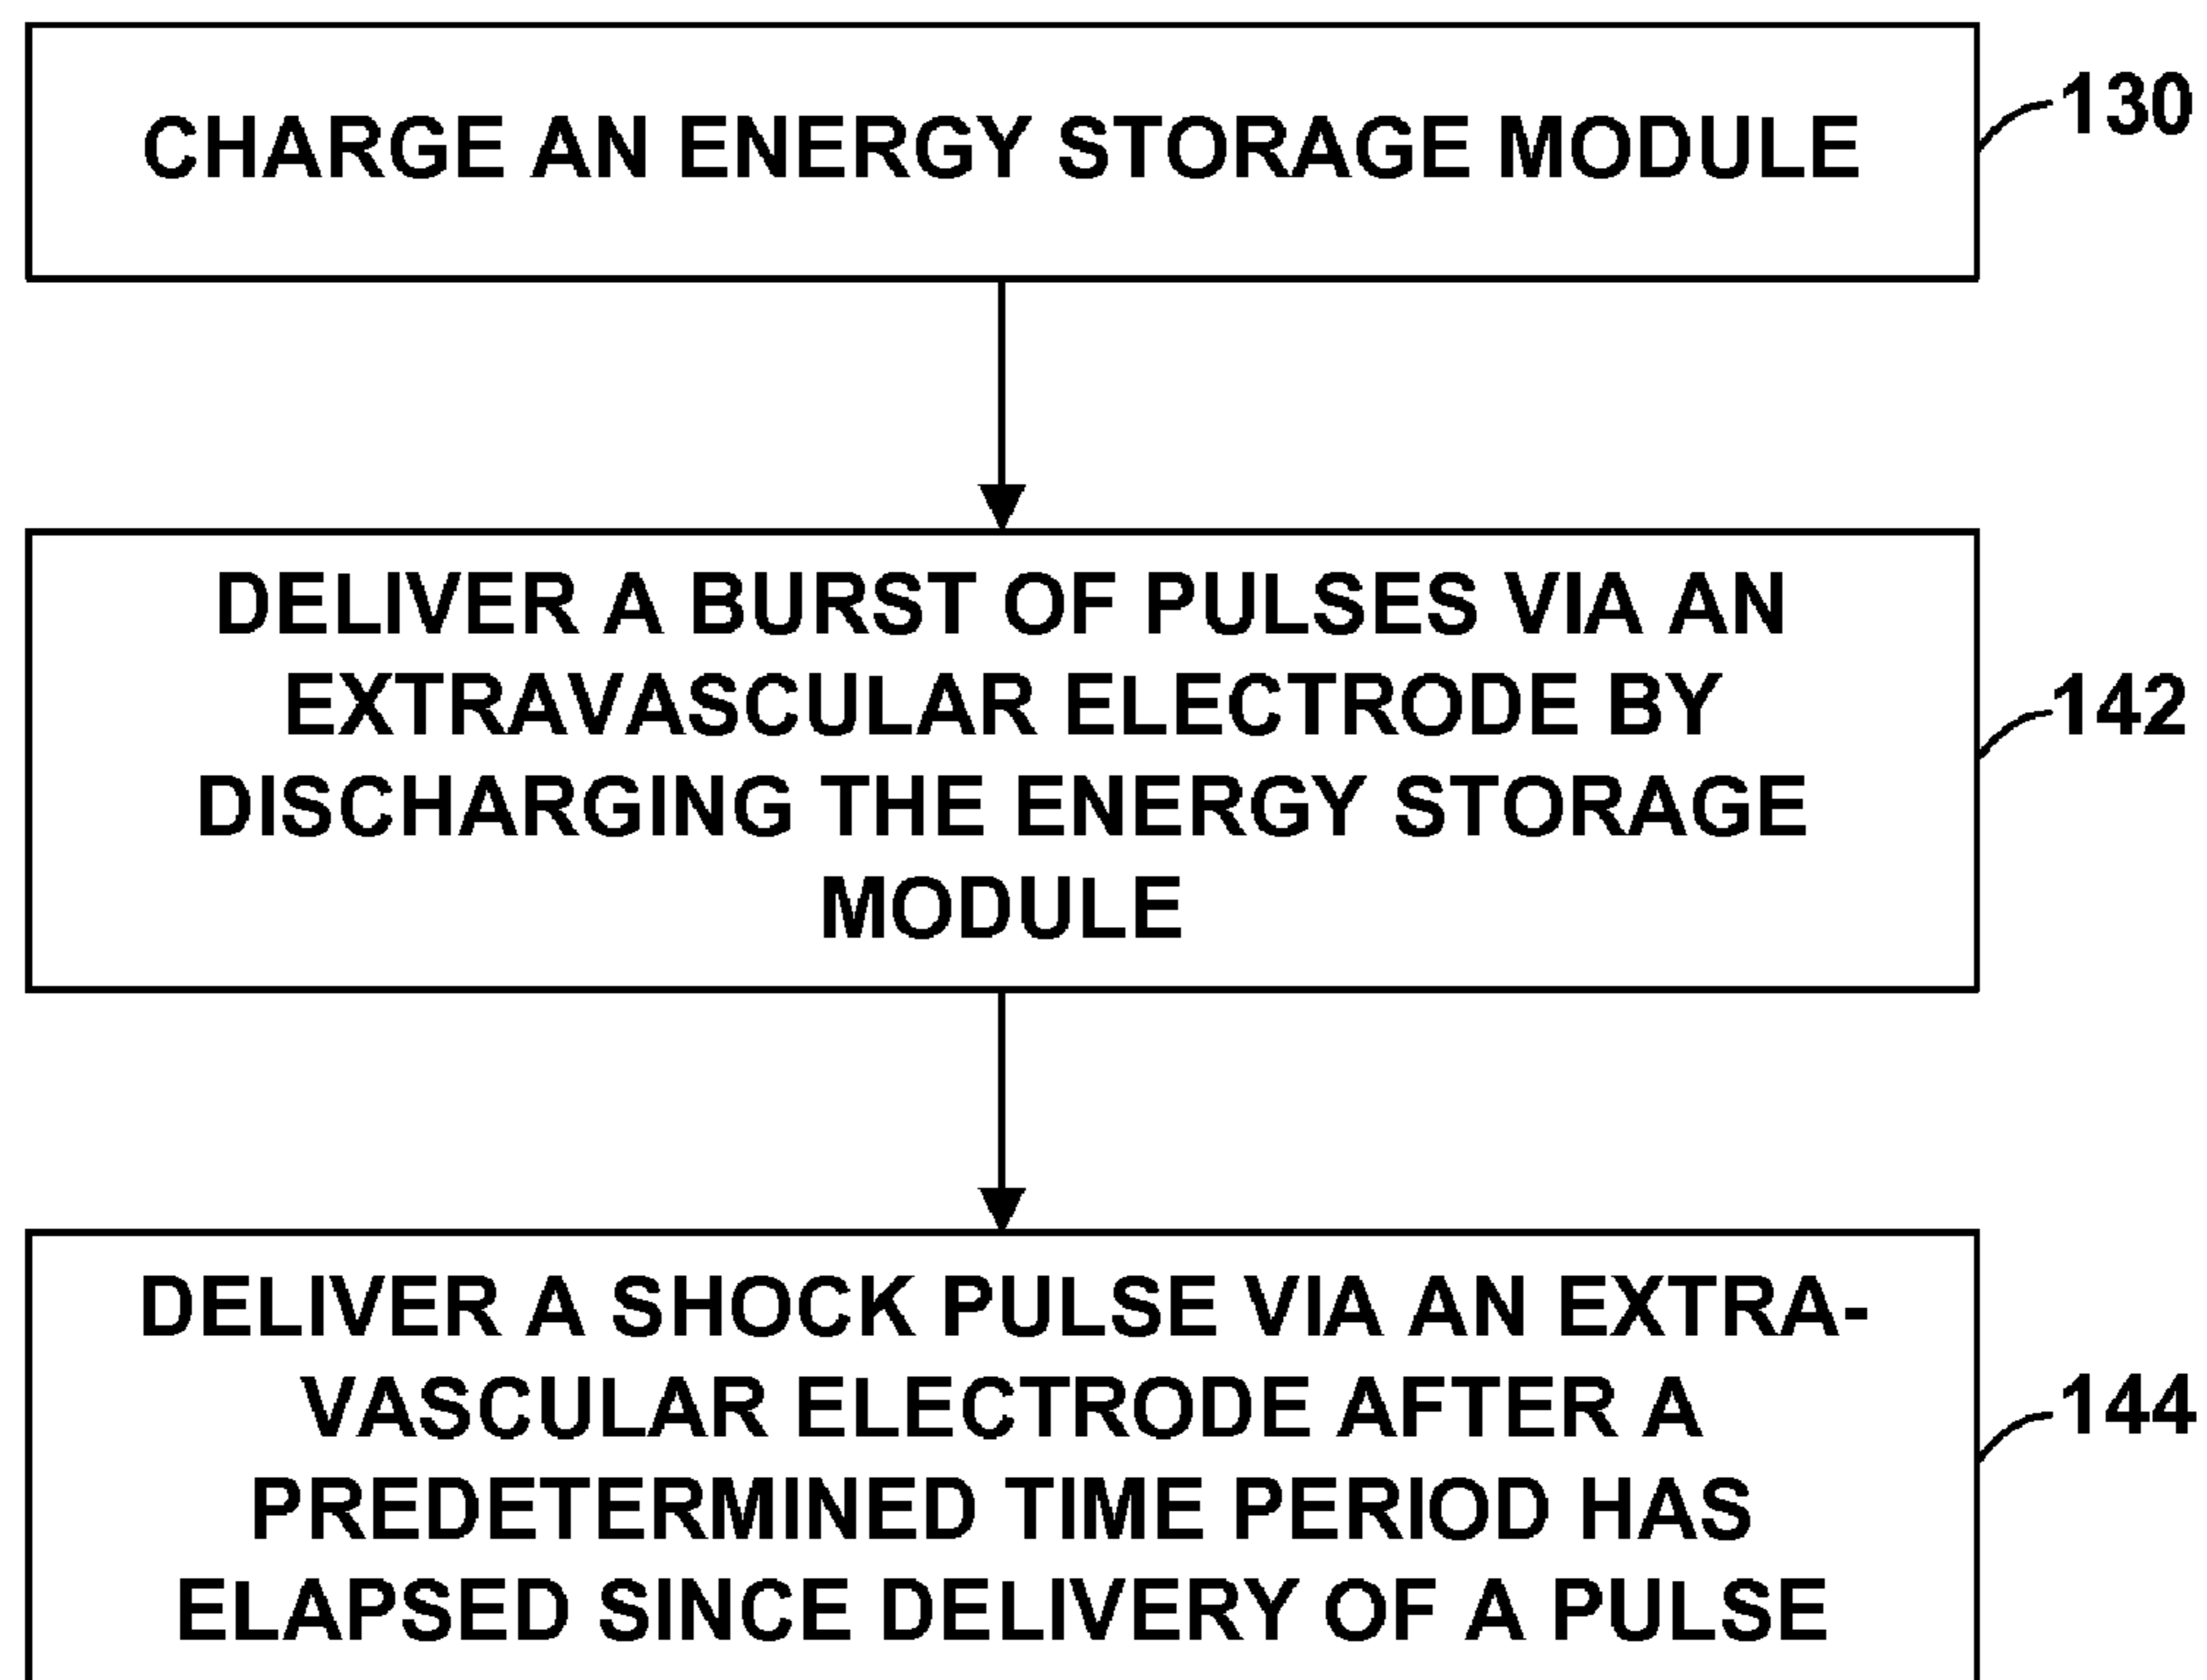 CHARGE AN ENERGY STORAGE MODULE
130
DELIVER A BURST OF PULSES VIA AN
EXTRAVASCULAR ELECTRODE BY
DISCHARGING THE ENERGY STORAGE
MODULE
142
DELIVER A SHOCK PULSE VIA AN EXTRA-
VASCULAR ELECTRODE AFTER A
PREDETERMINED TIME PERIOD HAS
ELAPSED SINCE DELIVERY OF A PULSE
144